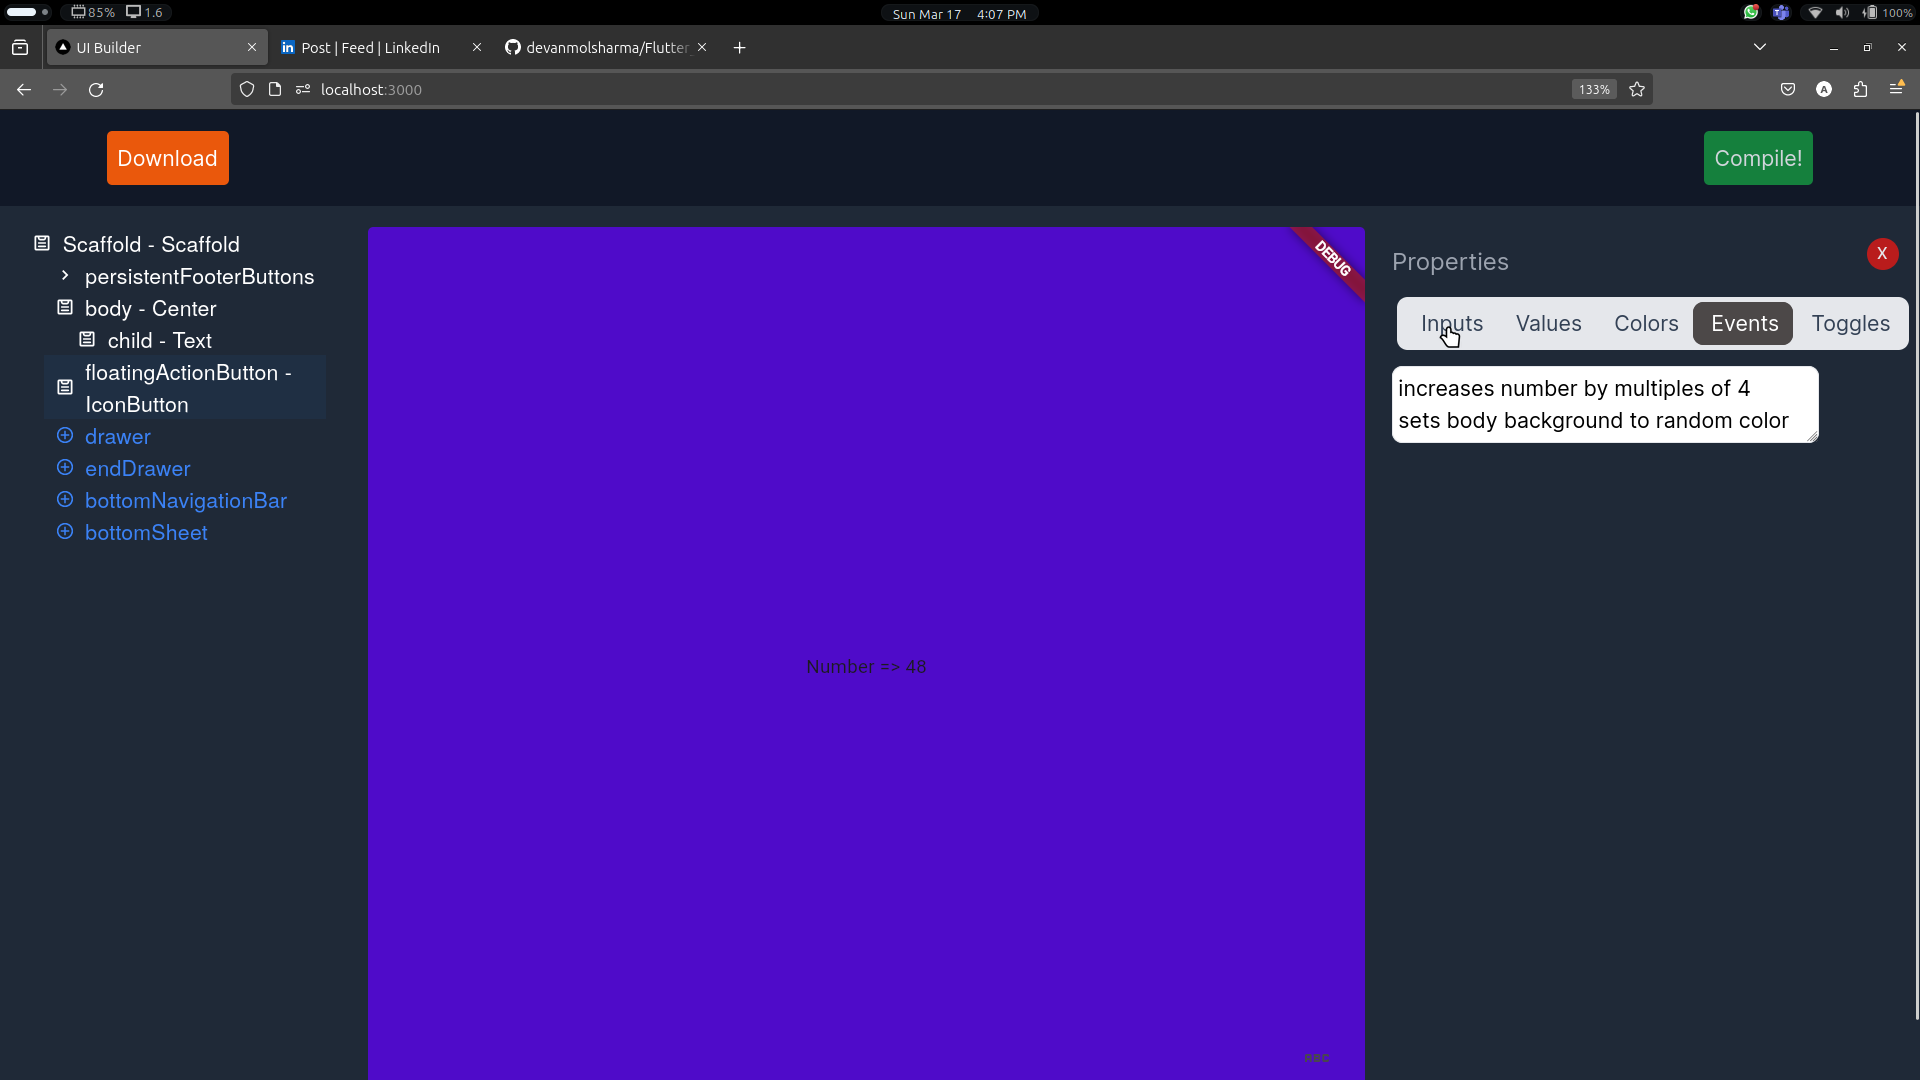 85% 1.6 Sun Mar 17 4:07 PM 100%
UI Builder Post | Feed | LinkedIn devanmolsharma/Flutter
localhost:3000 133%
Download Compile!
Scaffold - Scaffold
persistentFooterButtons
body - Center
child - Text
floatingActionButton -
IconButton
drawer
endDrawer
bottomNavigationBar
bottomSheet
DEBUG
Number => 48
ABC
Properties X
Inputs Values Colors Events Toggles
increases number by multiples of 4
sets body background to random color